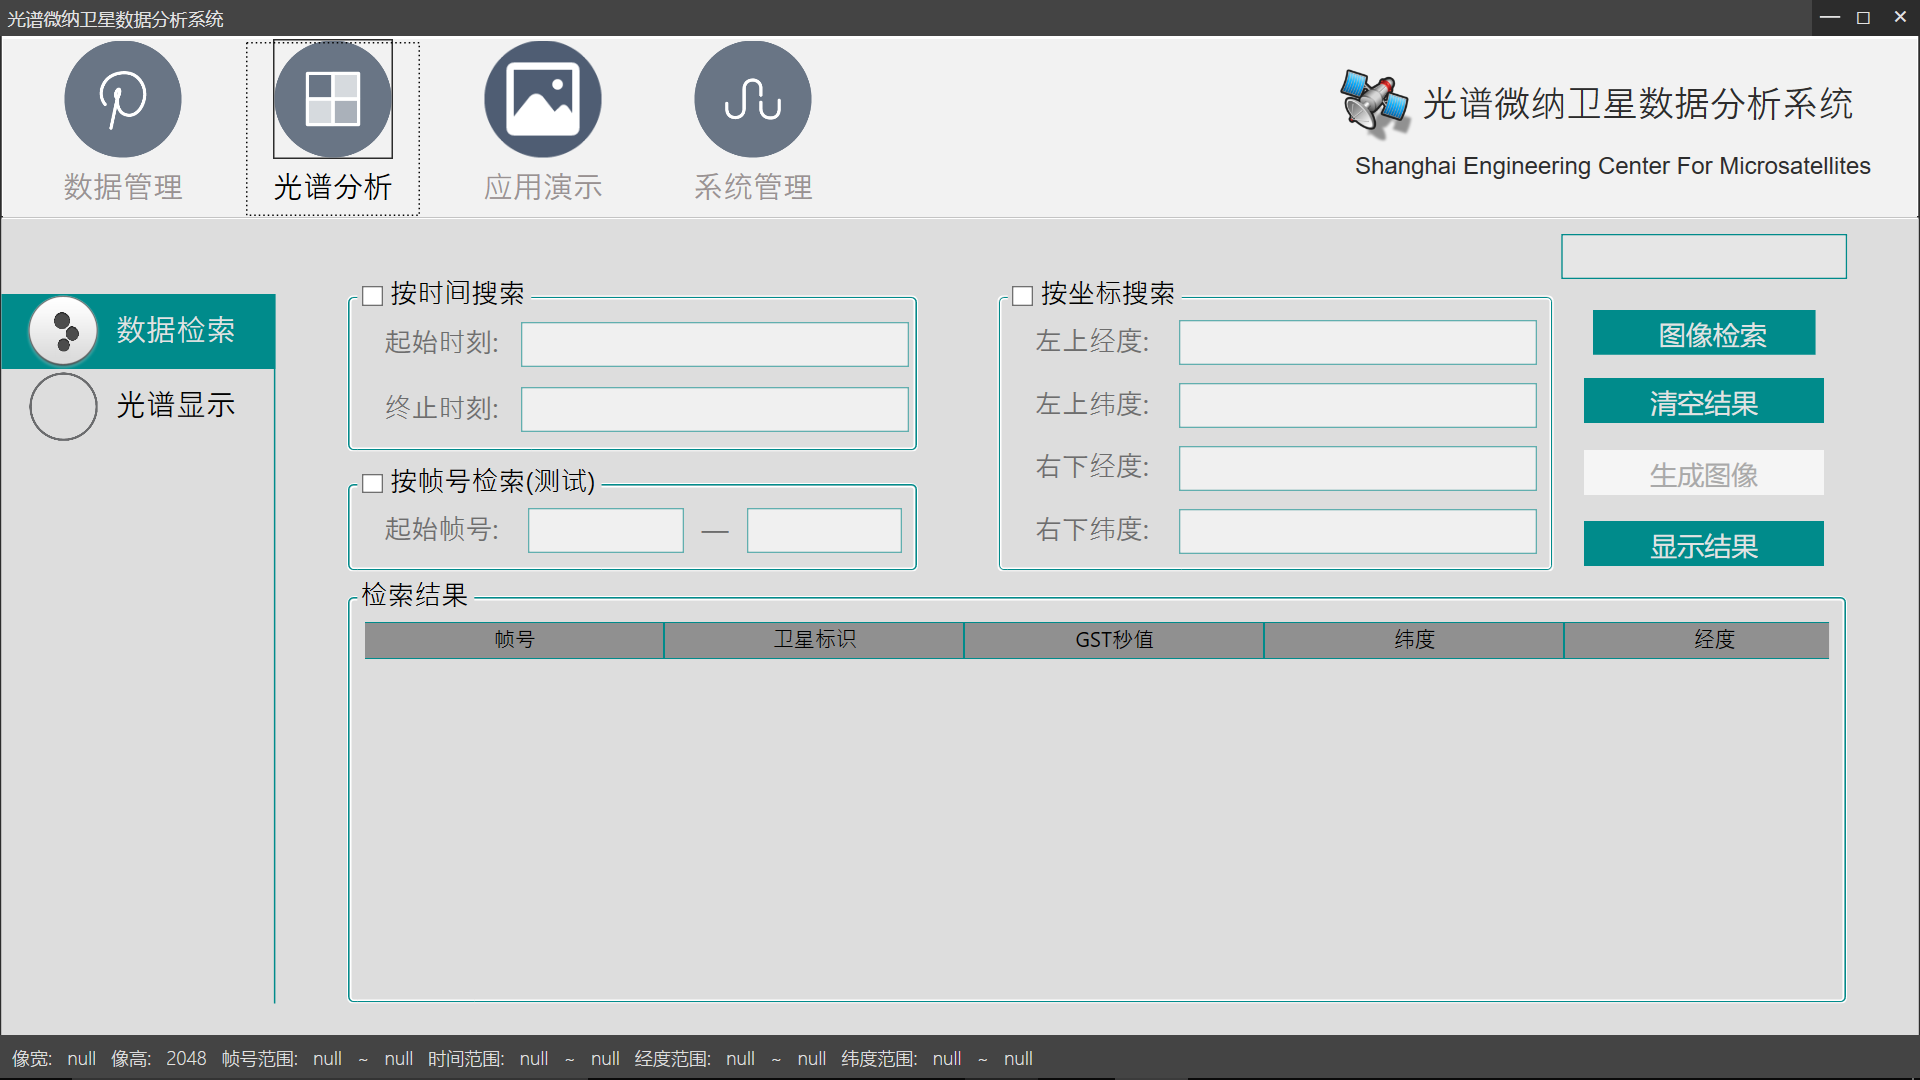 光谱微纳卫星数据分析系统
数据管理
光谱分析
应用演示
系统管理
光谱微纳卫星数据分析系统
Shanghai Engineering Center For Microsatellites
数据检索
光谱显示
按时间搜索
起始时刻:
终止时刻:
按帧号检索(测试)
起始帧号: —
按坐标搜索
左上经度:
左上纬度:
右下经度:
右下纬度:
图像检索
清空结果
生成图像
显示结果
检索结果
帧号 卫星标识 GST秒值 纬度 经度
像宽: null 像高: 2048 帧号范围: null ~ null 时间范围: null ~ null 经度范围: null ~ null 纬度范围: null ~ null